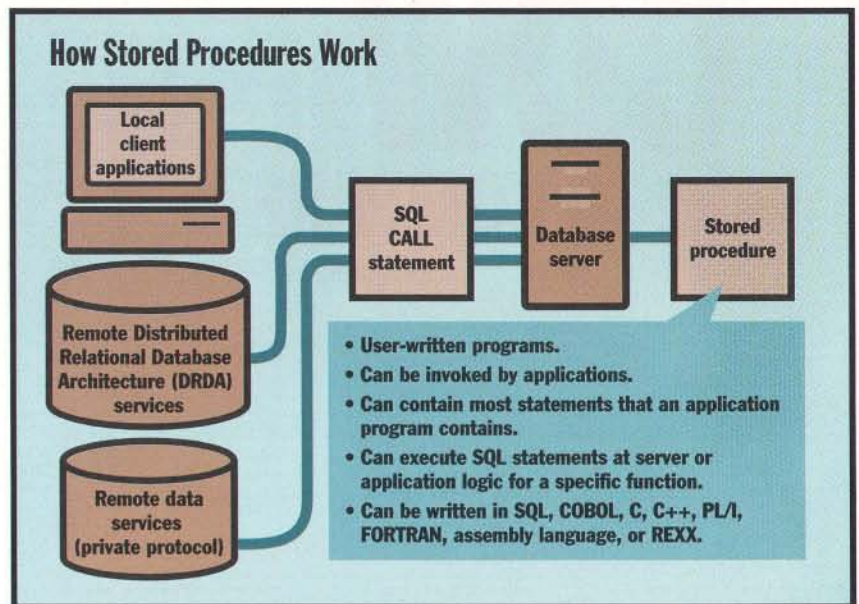 How Stored Procedures Work
Local
client
applications
SQL
CALL
statement
Database
server
Stored
procedure
Remote Distributed
Relational Database
Architecture (DRDA)
services
Remote data
services
(private protocol)
• User-written programs.
• Can be invoked by applications.
• Can contain most statements that an application
program contains.
• Can execute SQL statements at server or
application logic for a specific function.
• Can be written in SQL, COBOL, C, C++, PL/I,
FORTRAN, assembly language, or REXX.